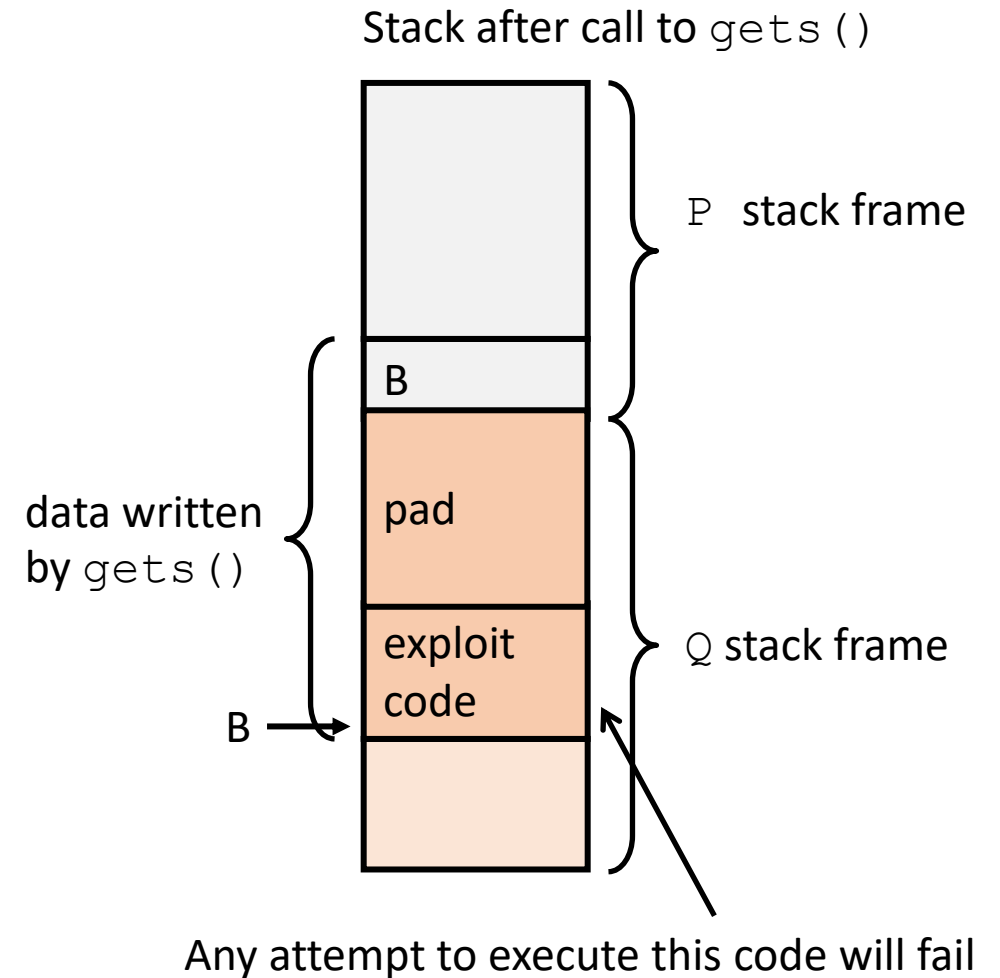 Stack after call to gets()
P stack frame
B
data written
by gets()
pad
exploit
code
Q stack frame
B
Any attempt to execute this code will fail